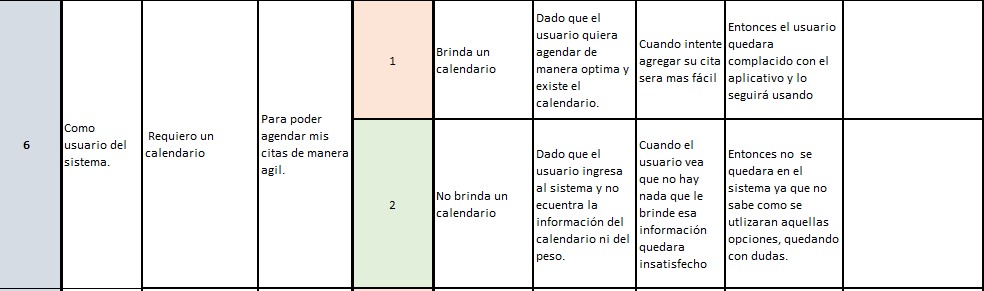 6
Como
usuario del
sistema.
Requiero un
calendario
Para poder
agendar mis
citas de manera
agil.
1
Brinda un
calendario
Dado que el
usuario quiera
agendar de
manera optima y
existe el
calendario.
Cuando intente
agregar su cita
sera mas fácil
Entonces el usuario
quedara
complacido con el
aplicativo y lo
seguirá usando
2
No brinda un
calendario
Dado que el
usuario ingresa
al sistema y no
ecuentra la
información del
calendario ni del
peso.
Cuando el
usuario vea
que no hay
nada que le
brinde esa
información
quedara
insatisfecho
Entonces no se
quedara en el
sistema ya que no
sabe como se
utlizaran aquellas
opciones, quedando
con dudas.